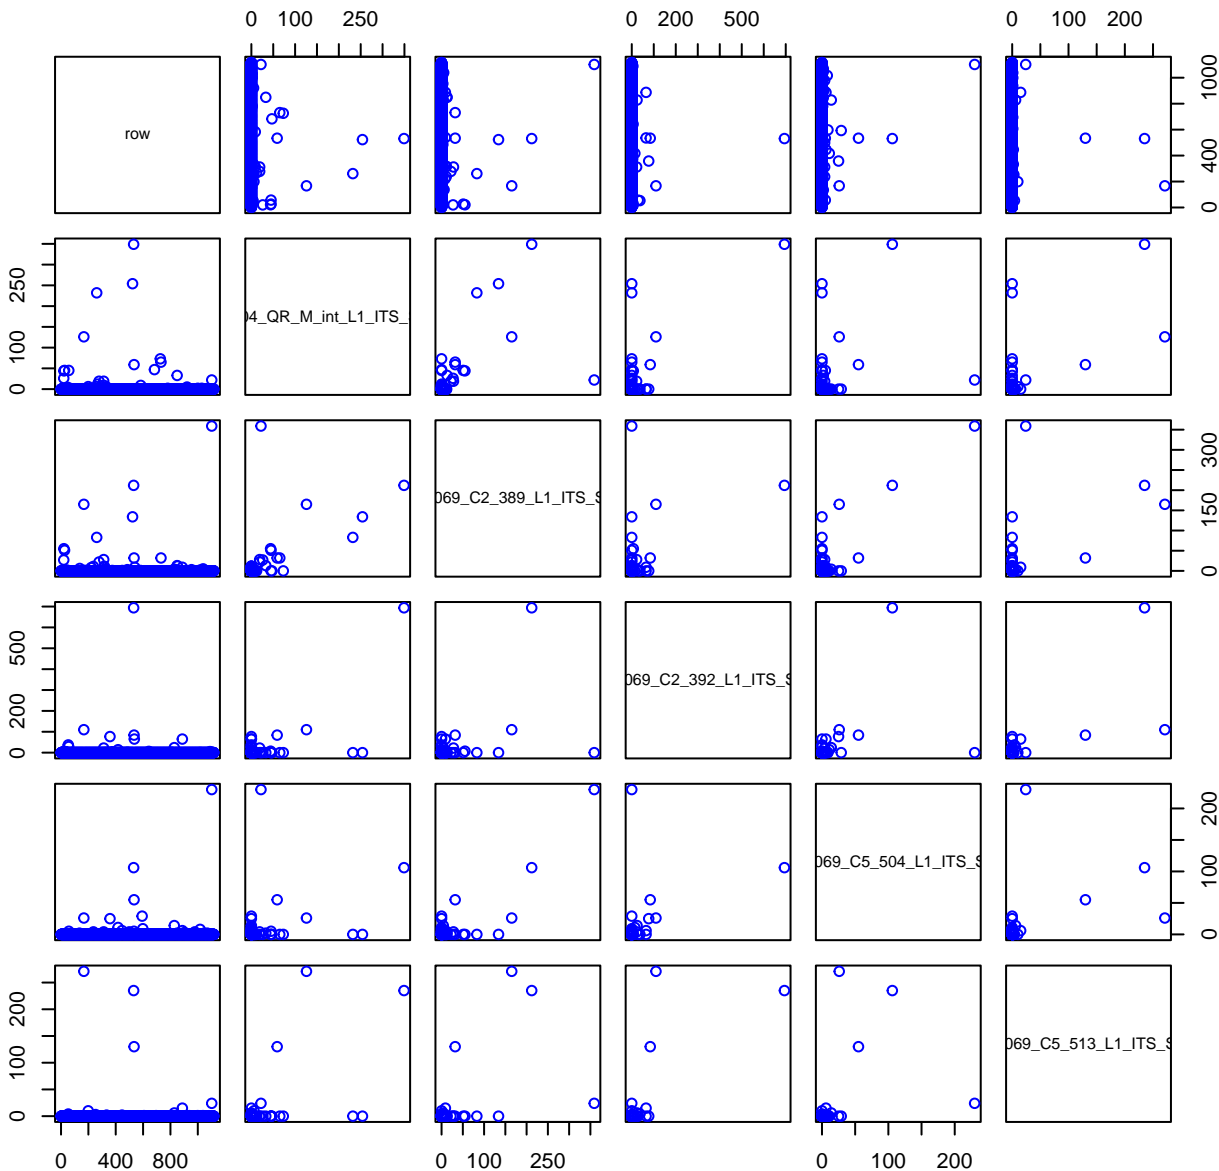 0 100 250 0 200 500 0 100 200
row
0 400 1000
0 100 250
04_QR_M_int_L1_ITS_
069_C2_389_L1_ITS_S
0 150 300
0 200 500
069_C2_392_L1_ITS_S
069_C5_504_L1_ITS_S
0 100 200
0 100 200
069_C5_513_L1_ITS_S
0 400 800 0 100 250 0 100 200